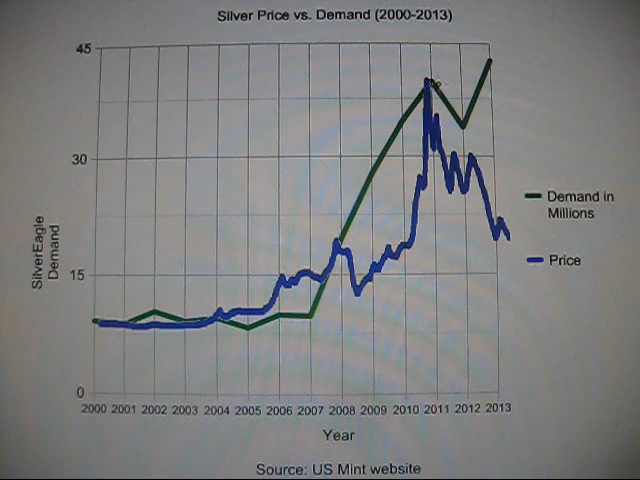 Silver Price vs. Demand (2000-2013)
45
30
15
0
SilverEagle
Demand
2000 2001 2002 2003 2004 2005 2006 2007 2008 2009 2010 2011 2012 2013
Year
Demand in
Millions
Price
Source: US Mint website